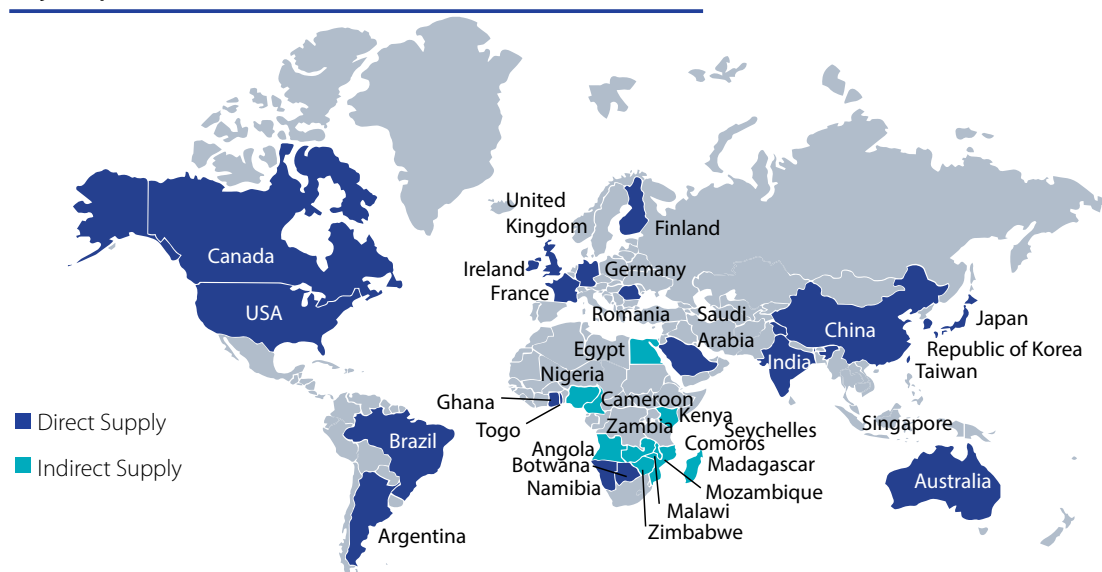 United
Kingdom
Finland
Canada
Ireland
Germany
France
USA
Romania
Saudi
Arabia
China
Japan
Egypt
Republic of Korea
India
Taiwan
Nigeria
Ghana
Cameroon
Togo
Kenya
Zambia
Seychelles
Singapore
Direct Supply
Brazil
Angola
Comoros
Indirect Supply
Botwana
Madagascar
Namibia
Mozambique
Australia
Malawi
Zimbabwe
Argentina